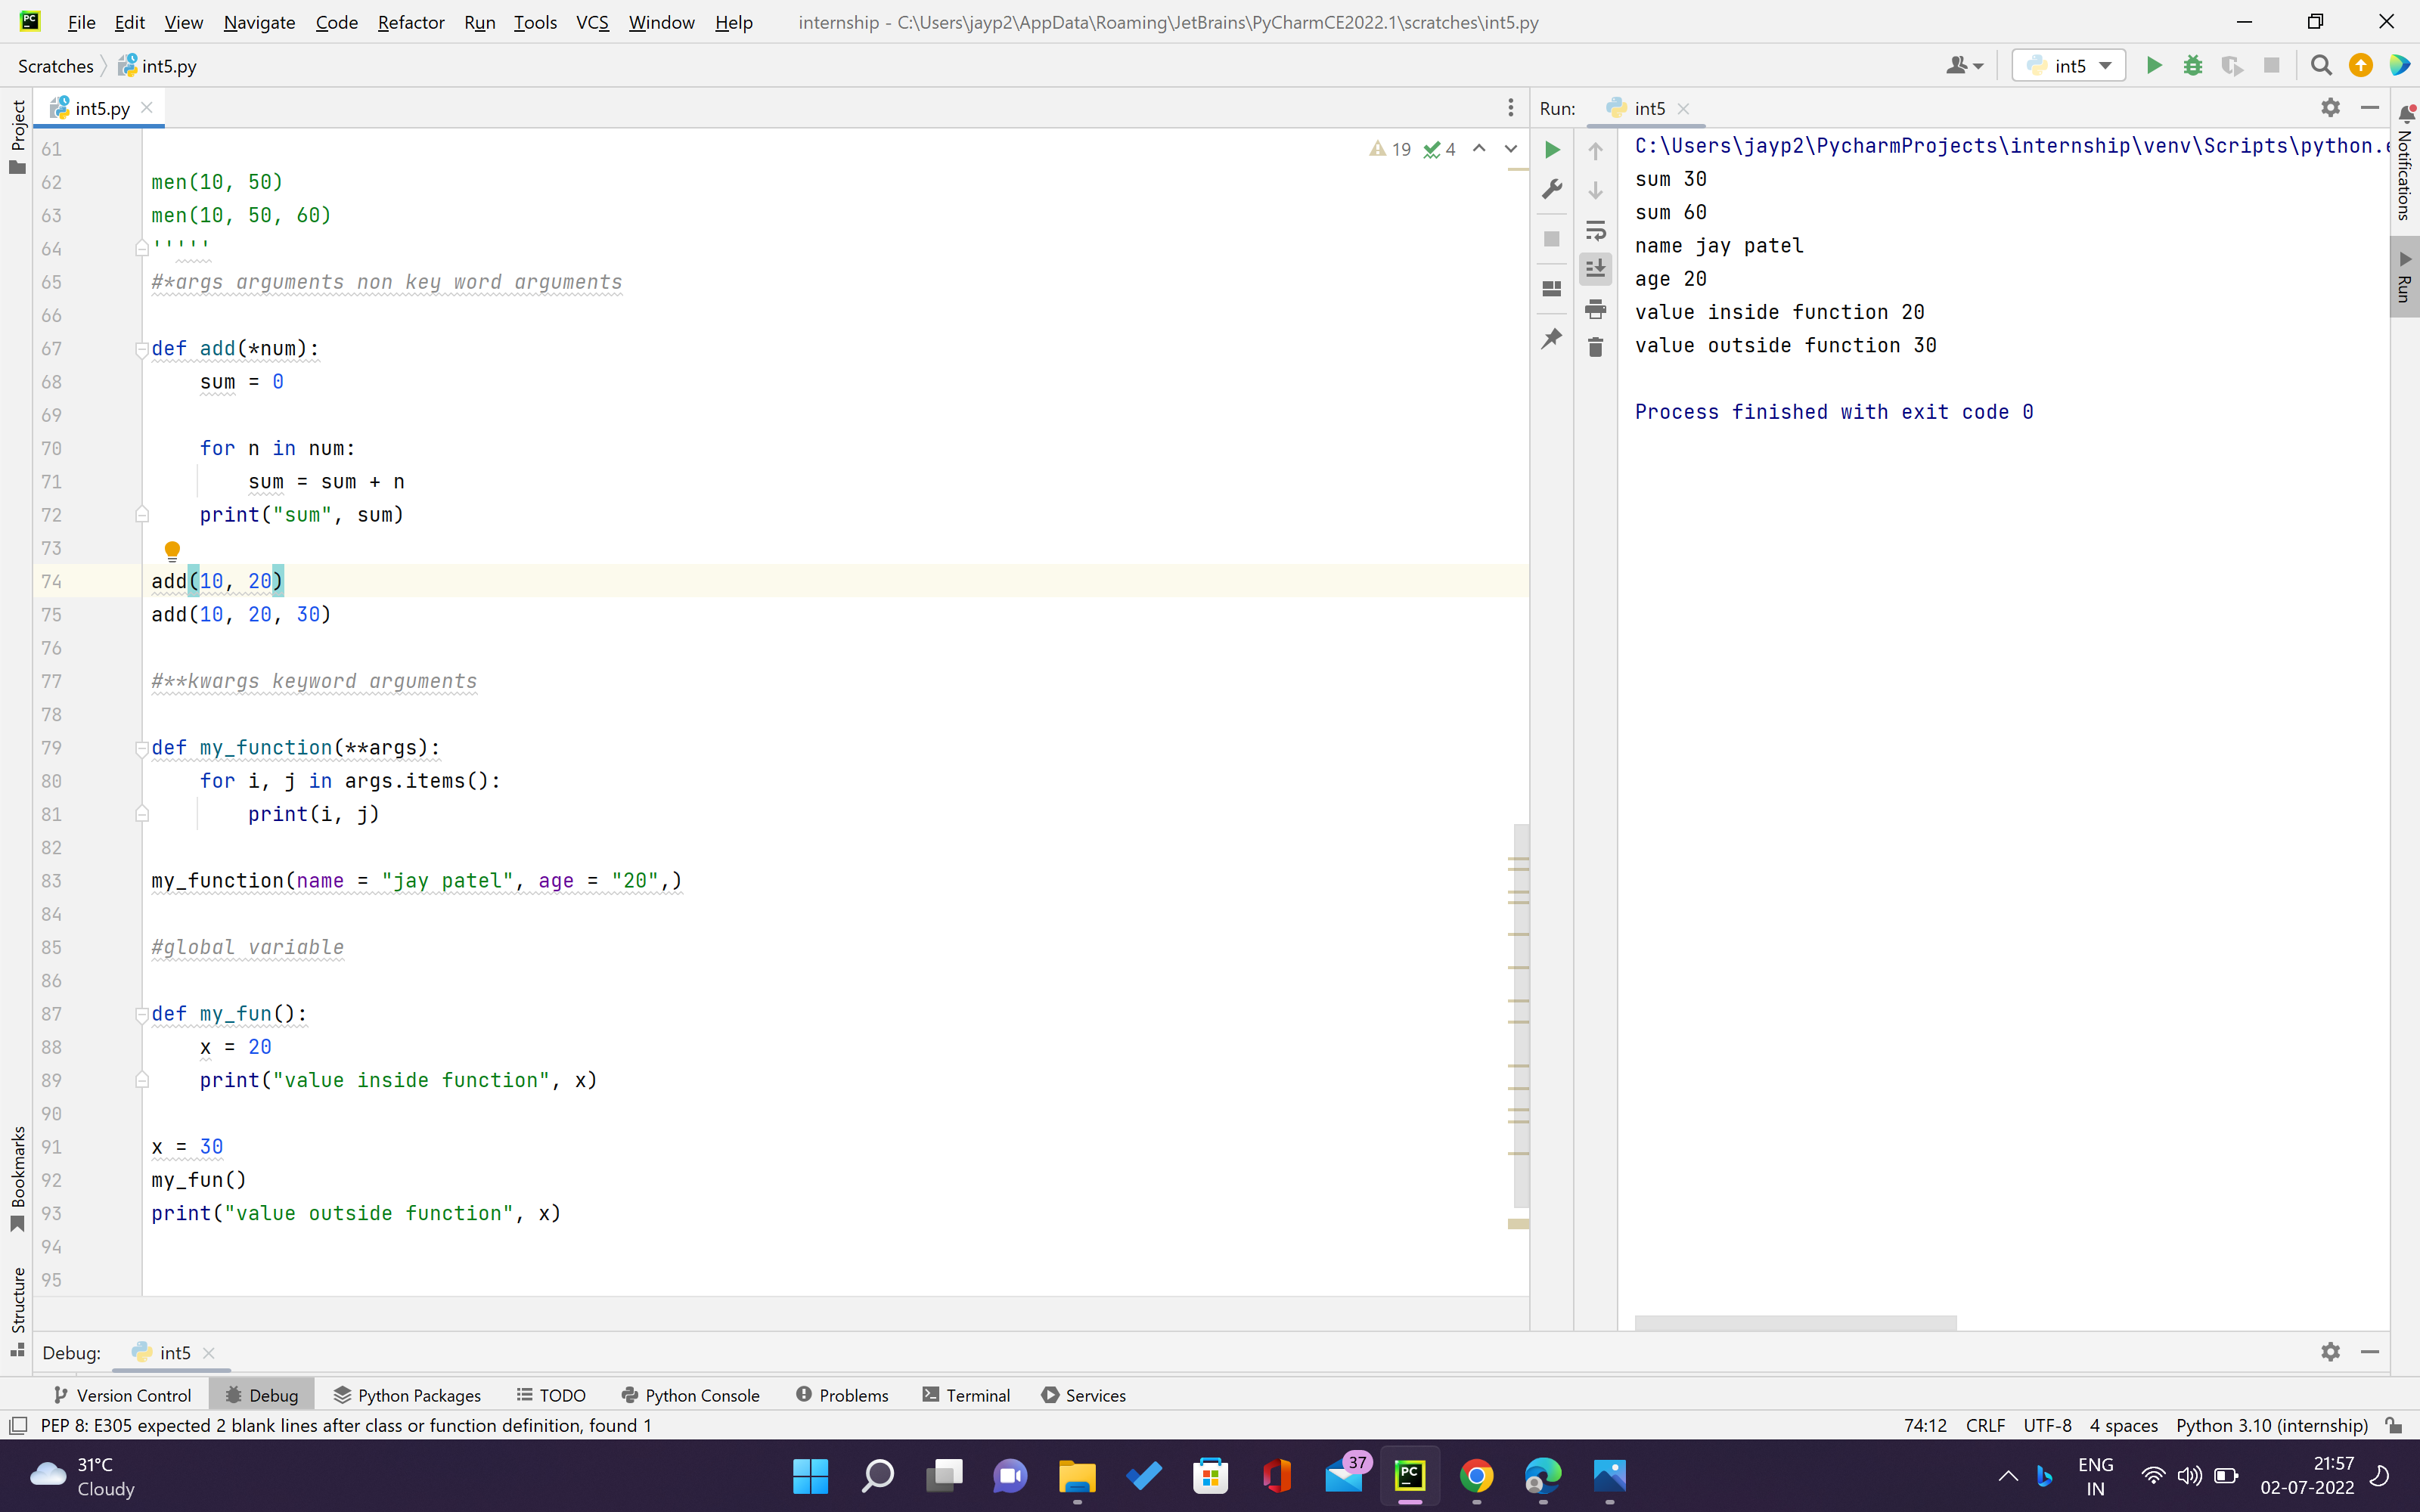 File Edit View Navigate Code Refactor Run Tools VCS Window Help internship - C:\Users\jayp2\AppData\Roaming\JetBrains\PyCharmCE2022.1\scratches\int5.py
Scratches int5.py int5
int5.py
Run: int5
Project
Notifications
Run
Bookmarks
Structure
19 4
61
62 men(10, 50)
63 men(10, 50, 60)
64 '''''
65 #*args arguments non key word arguments
66
67 def add(*num):
68 sum = 0
69
70 for n in num:
71 sum = sum + n
72 print("sum", sum)
73
74 add(10, 20)
75 add(10, 20, 30)
76
77 #**kwargs keyword arguments
78
79 def my_function(**args):
80 for i, j in args.items():
81 print(i, j)
82
83 my_function(name = "jay patel", age = "20",)
84
85 #global variable
86
87 def my_fun():
88 x = 20
89 print("value inside function", x)
90
91 x = 30
92 my_fun()
93 print("value outside function", x)
94
95
C:\Users\jayp2\PycharmProjects\internship\venv\Scripts\python.e
sum 30
sum 60
name jay patel
age 20
value inside function 20
value outside function 30
Process finished with exit code 0
Debug: int5
Version Control Debug Python Packages TODO Python Console Problems Terminal Services
PEP 8: E305 expected 2 blank lines after class or function definition, found 1 74:12 CRLF UTF-8 4 spaces Python 3.10 (internship)
31°C
Cloudy
37
PC
ENG
IN
21:57
02-07-2022